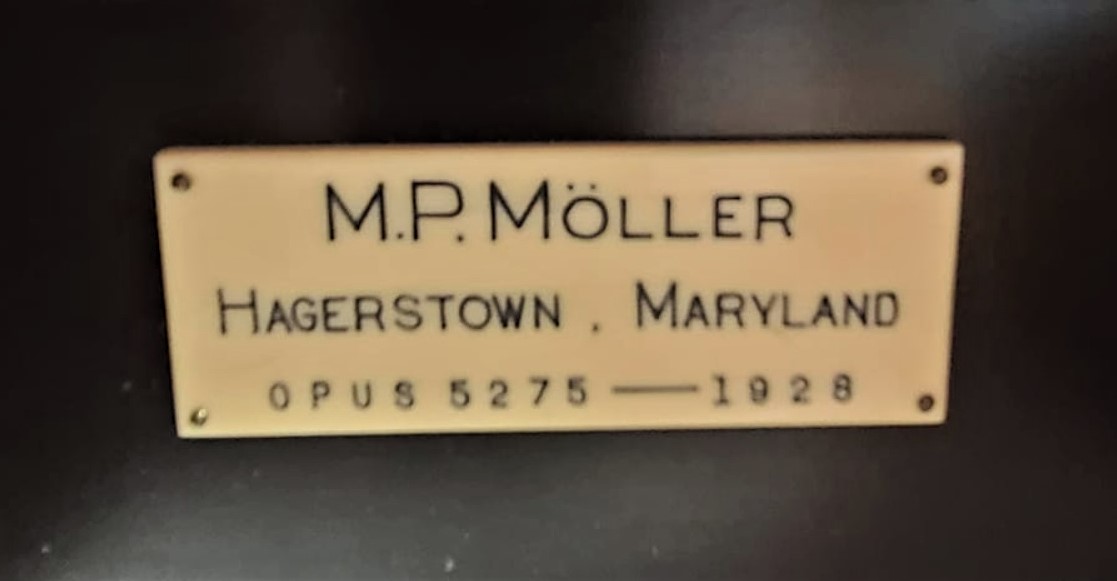 M.P. MÖLLER
HAGERSTOWN , MARYLAND
OPUS 5275 — 1928